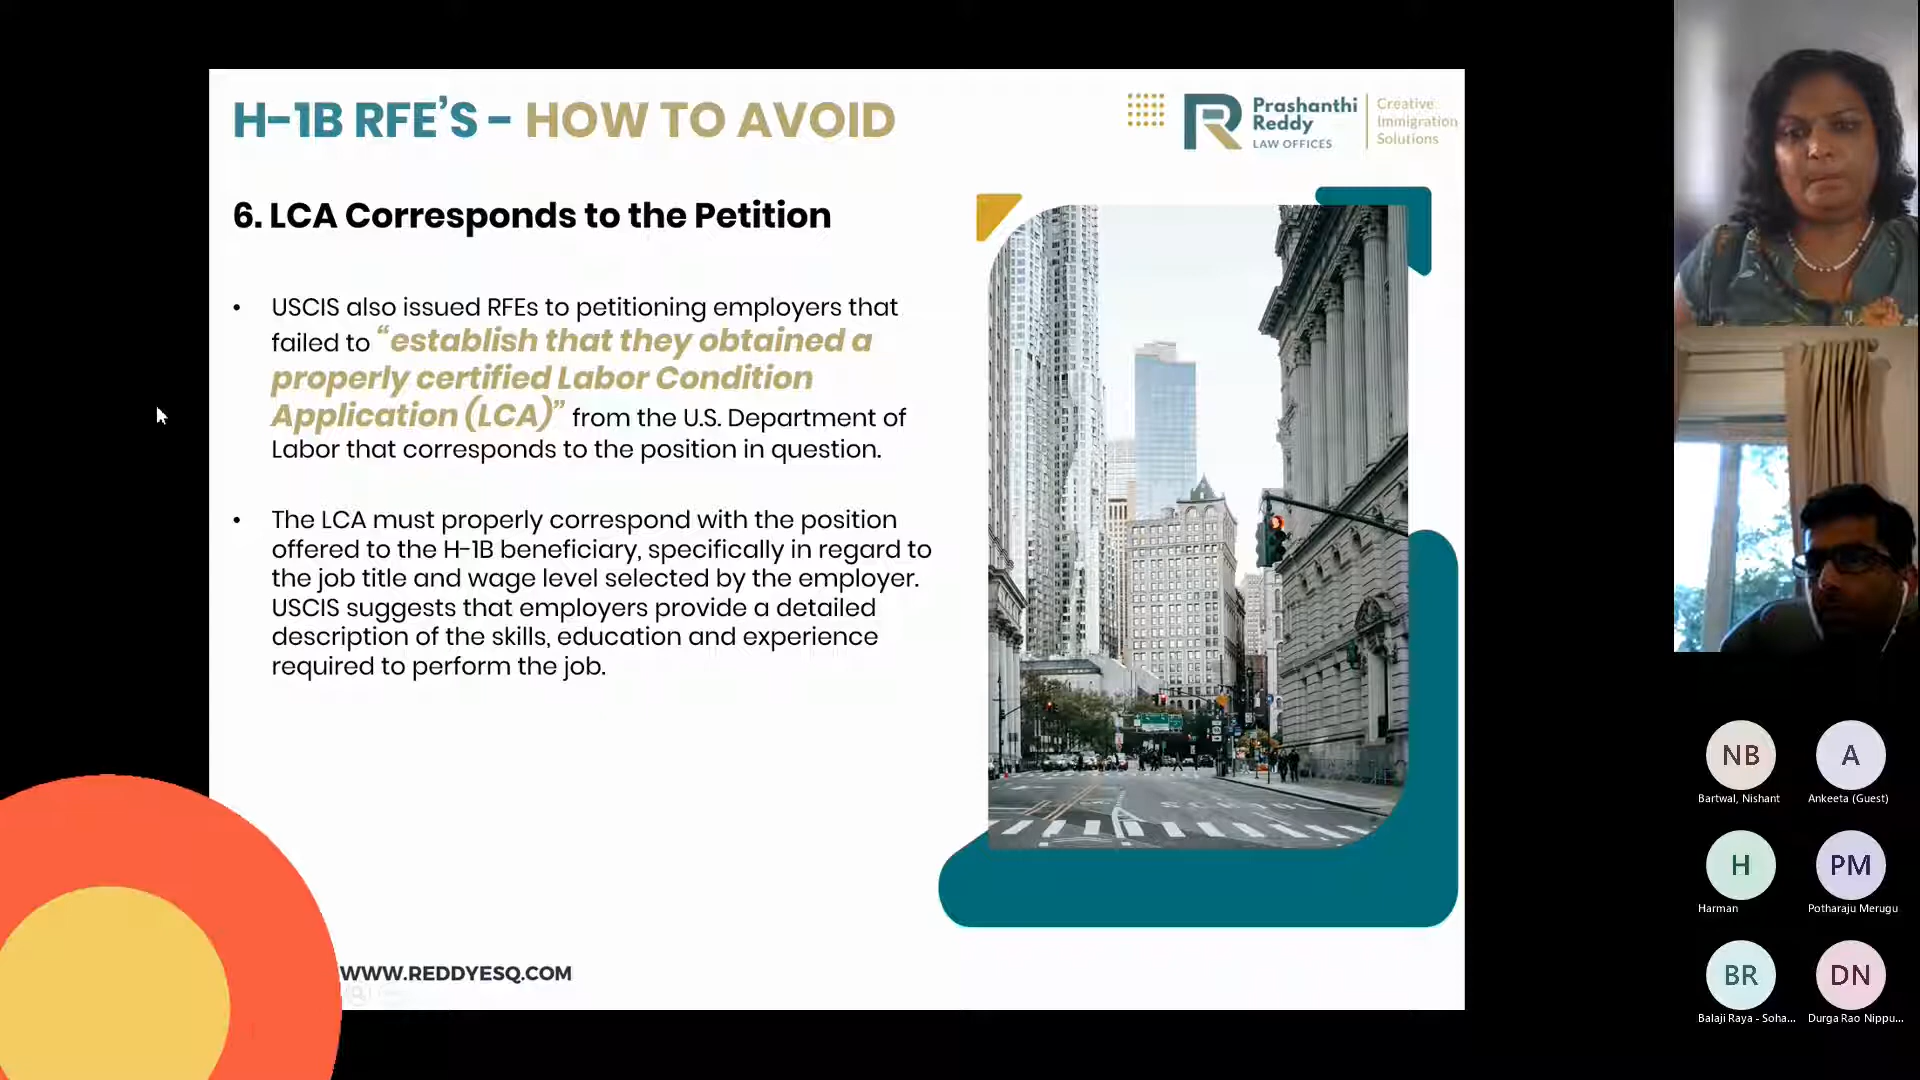 H-1B RFE'S - HOW TO AVOID
Prashanthi
Reddy
LAW OFFICES
Creative
Immigration
Solutions
6. LCA Corresponds to the Petition
• USCIS also issued RFEs to petitioning employers that
failed to “establish that they obtained a
properly certified Labor Condition
Application (LCA)” from the U.S. Department of
Labor that corresponds to the position in question.
• The LCA must properly correspond with the position
offered to the H-1B beneficiary, specifically in regard to
the job title and wage level selected by the employer.
USCIS suggests that employers provide a detailed
description of the skills, education and experience
required to perform the job.
WWW.REDDYESQ.COM
NB
Bartwal, Nishant
A
Ankeeta (Guest)
H
Harman
PM
Potharaju Merugu
BR
Balaji Raya - Soha...
DN
Durga Rao Nippu...